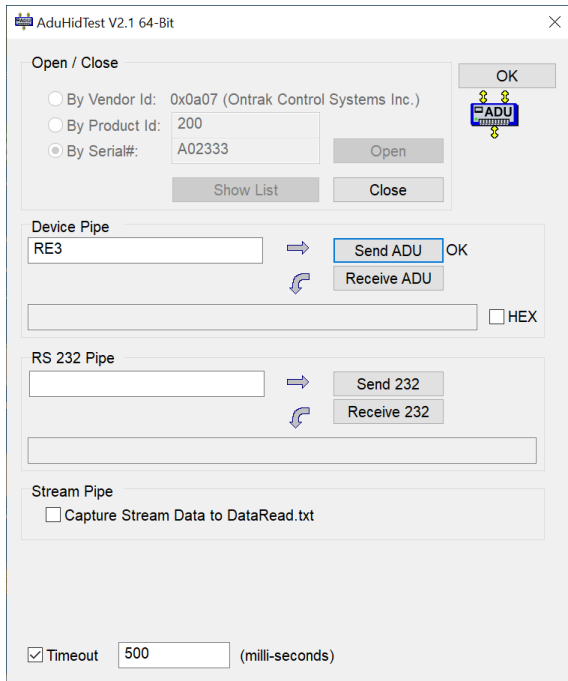 AduHidTest V2.1 64-Bit
Open / Close
OK
By Vendor Id: 0x0a07 (Ontrak Control Systems Inc.)
ADU
By Product Id: 200
By Serial#: A02333 Open
Show List Close
Device Pipe
RE3 Send ADU OK
Receive ADU
HEX
RS 232 Pipe
Send 232
Receive 232
Stream Pipe
Capture Stream Data to DataRead.txt
Timeout 500 (milli-seconds)